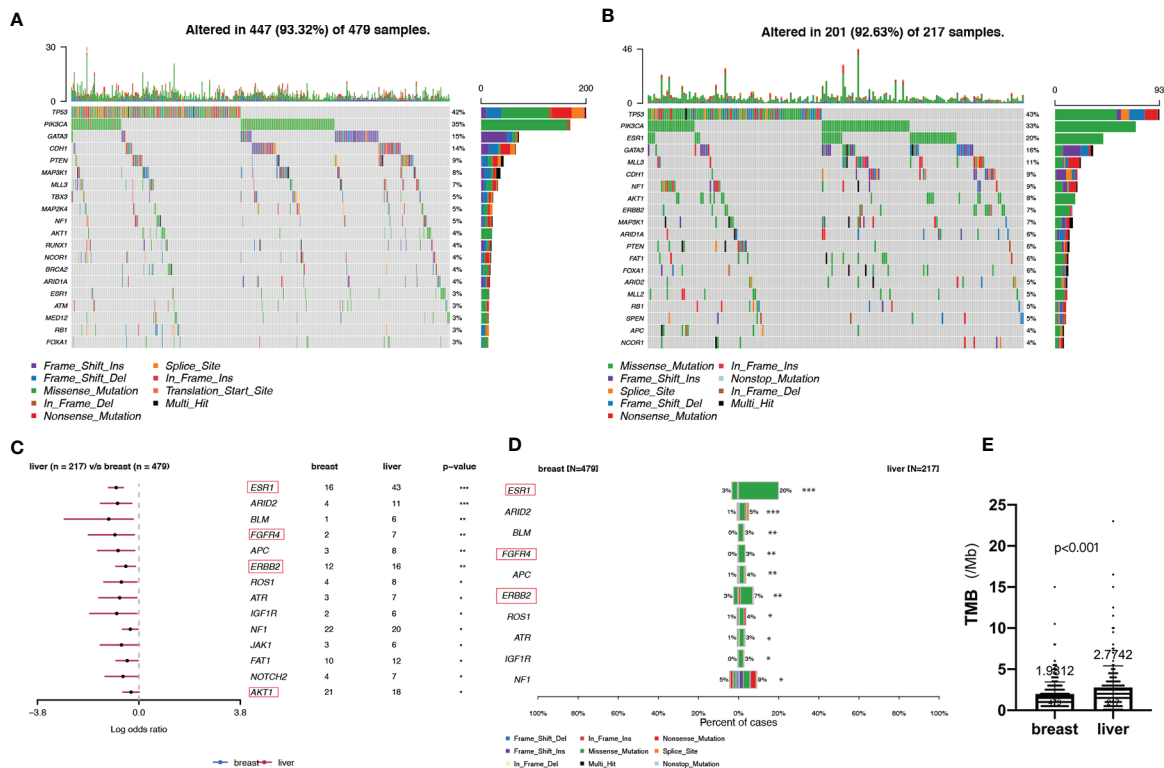 A
Altered in 447 (93.32%) of 479 samples.
30
0
0 200
TP53 42%
PIK3CA 35%
GATA3 15%
CDH1 14%
PTEN 9%
MAP3K1 8%
MLL3 7%
TBX3 5%
MAP2K4 5%
NF1 5%
AKT1 4%
RUNX1 4%
NCOR1 4%
BRCA2 4%
ARID1A 4%
ESR1 3%
ATM 3%
MED12 3%
RB1 3%
FOXA1 3%
Frame_Shift_Ins Splice_Site
Frame_Shift_Del In_Frame_Ins
Missense_Mutation Translation_Start_Site
In_Frame_Del Multi_Hit
Nonsense_Mutation
B
Altered in 201 (92.63%) of 217 samples.
46
0
0 93
TP53 43%
PIK3CA 33%
ESR1 20%
GATA3 16%
MLL3 11%
CDH1 9%
NF1 9%
AKT1 8%
ERBB2 7%
MAP3K1 7%
ARID1A 6%
PTEN 6%
FAT1 6%
FOXA1 6%
ARID2 5%
MLL2 5%
RB1 5%
SPEN 5%
APC 4%
NCOR1 4%
Missense_Mutation In_Frame_Ins
Frame_Shift_Ins Nonstop_Mutation
Splice_Site In_Frame_Del
Frame_Shift_Del Multi_Hit
Nonsense_Mutation
C
liver (n = 217) v/s breast (n = 479) breast liver p-value
ESR1 16 43 ***
ARID2 4 11 ***
BLM 1 6 **
FGFR4 2 7 **
APC 3 8 **
ERBB2 12 16 **
ROS1 4 8 *
ATR 3 7 *
IGF1R 2 6 *
NF1 22 20 *
JAK1 3 6 *
FAT1 10 12 *
NOTCH2 4 7 *
AKT1 21 18 *
−3.8 0.0 3.8
Log odds ratio
breast liver
D
breast [N=479] liver [N=217]
ESR1 3% 20% ***
ARID2 1% 5% ***
BLM 0% 3% **
FGFR4 0% 3% **
APC 1% 4% **
ERBB2 3% 7% **
ROS1 1% 4% *
ATR 1% 3% *
IGF1R 0% 3% *
NF1 5% 9% *
100% 80% 60% 40% 20% 0% 20% 40% 60% 80% 100%
Percent of cases
Frame_Shift_Del In_Frame_Ins Nonsense_Mutation
Frame_Shift_Ins Missense_Mutation Splice_Site
In_Frame_Del Multi_Hit Nonstop_Mutation
E
TMB (/Mb)
25
20
15
10
5
0
p<0.001
1.9812
2.7742
breast liver